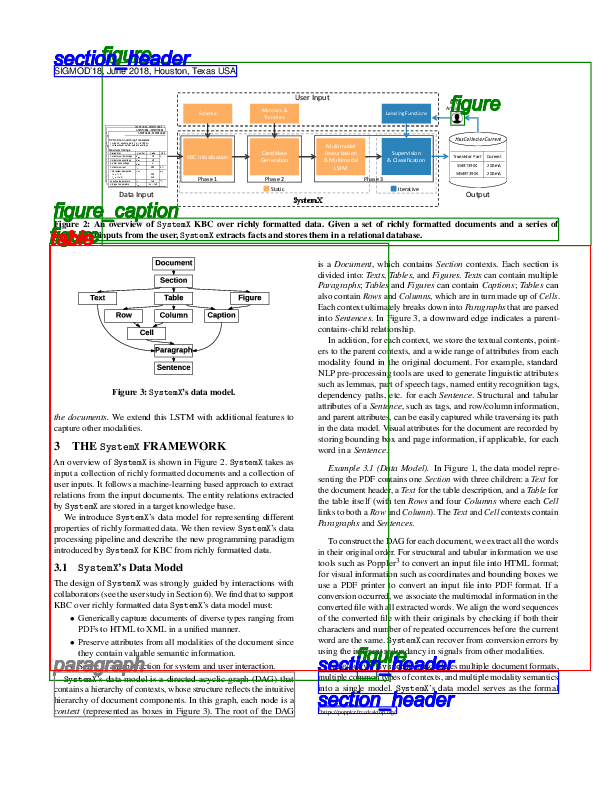 figure
section_header
SIGMOD'18, June 2018, Houston, Texas USA
User Input
figure
Schema
Matchers & Throttlers
Labeling Functions
KBC Initialization
Candidate Generation
Multimodal Featurization & Multimodal LSTM
Supervision & Classification
Phase 1
Phase 2
Phase 3
Static
Iterative
SystemX
Data Input
HasCollectorCurrent
Transistor Part Current
SMBT3904 200mA
MMBT3904 200mA
Output
figure_caption
Figure 2: An overview of SystemX KBC over richly formatted data. Given a set of richly formatted documents and a series of
inputs from the user, SystemX extracts facts and stores them in a relational database.
table
Document
Section
Text Table Figure
Row Column Caption
Cell
Paragraph
Sentence
Figure 3: SystemX's data model.
the documents. We extend this LSTM with additional features to
capture other modalities.
3 THE SystemX FRAMEWORK
An overview of SystemX is shown in Figure 2. SystemX takes as
input a collection of richly formatted documents and a collection of
user inputs. It follows a machine-learning based approach to extract
relations from the input documents. The entity relations extracted
by SystemX are stored in a target knowledge base.
We introduce SystemX's data model for representing different
properties of richly formatted data. We then review SystemX's data
processing pipeline and describe the new programming paradigm
introduced by SystemX for KBC from richly formatted data.
3.1 SystemX's Data Model
The design of SystemX was strongly guided by interactions with
collaborators (see the user study in Section 6). We find that to support
KBC over richly formatted data SystemX's data model must:
• Generically capture documents of diverse types ranging from
PDFs to HTML to XML in a unified manner.
• Preserve attributes from all modalities of the document since
they contain valuable semantic information.
paragraph
for system and user interaction.
SystemX's data model is a directed acyclic graph (DAG) that
contains a hierarchy of contexts, whose structure reflects the intuitive
hierarchy of document components. In this graph, each node is a
context (represented as boxes in Figure 3). The root of the DAG
is a Document, which contains Section contexts. Each section is
divided into: Texts, Tables, and Figures. Texts can contain multiple
Paragraphs; Tables and Figures can contain Captions; Tables can
also contain Rows and Columns, which are in turn made up of Cells.
Each context ultimately breaks down into Paragraphs that are parsed
into Sentences. In Figure 3, a downward edge indicates a parent-
contains-child relationship.
In addition, for each context, we store the textual contents, point-
ers to the parent contexts, and a wide range of attributes from each
modality found in the original document. For example, standard
NLP pre-processing tools are used to generate linguistic attributes
such as lemmas, part of speech tags, named entity recognition tags,
dependency paths, etc. for each Sentence. Structural and tabular
attributes of a Sentence, such as tags, and row/column information,
and parent attributes, can be easily captured while traversing its path
in the data model. Visual attributes for the document are recorded by
storing bounding box and page information, if applicable, for each
word in a Sentence.
Example 3.1 (Data Model). In Figure 1, the data model repre-
senting the PDF contains one Section with three children: a Text for
the document header, a Text for the table description, and a Table for
the table itself (with ten Rows and four Columns where each Cell
links to both a Row and Column). The Text and Cell contexts contain
Paragraphs and Sentences.
To construct the DAG for each document, we extract all the words
in their original order. For structural and tabular information we use
tools such as Poppler3 to convert an input file into HTML format;
for visual information such as coordinates and bounding boxes we
use a PDF printer to convert an input file into PDF format. If a
conversion occurred, we associate the multimodal information in the
converted file with all extracted words. We align the word sequences
of the converted file with their originals by checking if both their
characters and number of repeated occurrences before the current
word are the same. SystemX can recover from conversion errors by
using the inherent redundancy in signals from other modalities.
figure
section_header
multiple document formats,
multiple common types of contexts, and multiple modality semantics
into a single model. SystemX's data model serves as the formal
section_header